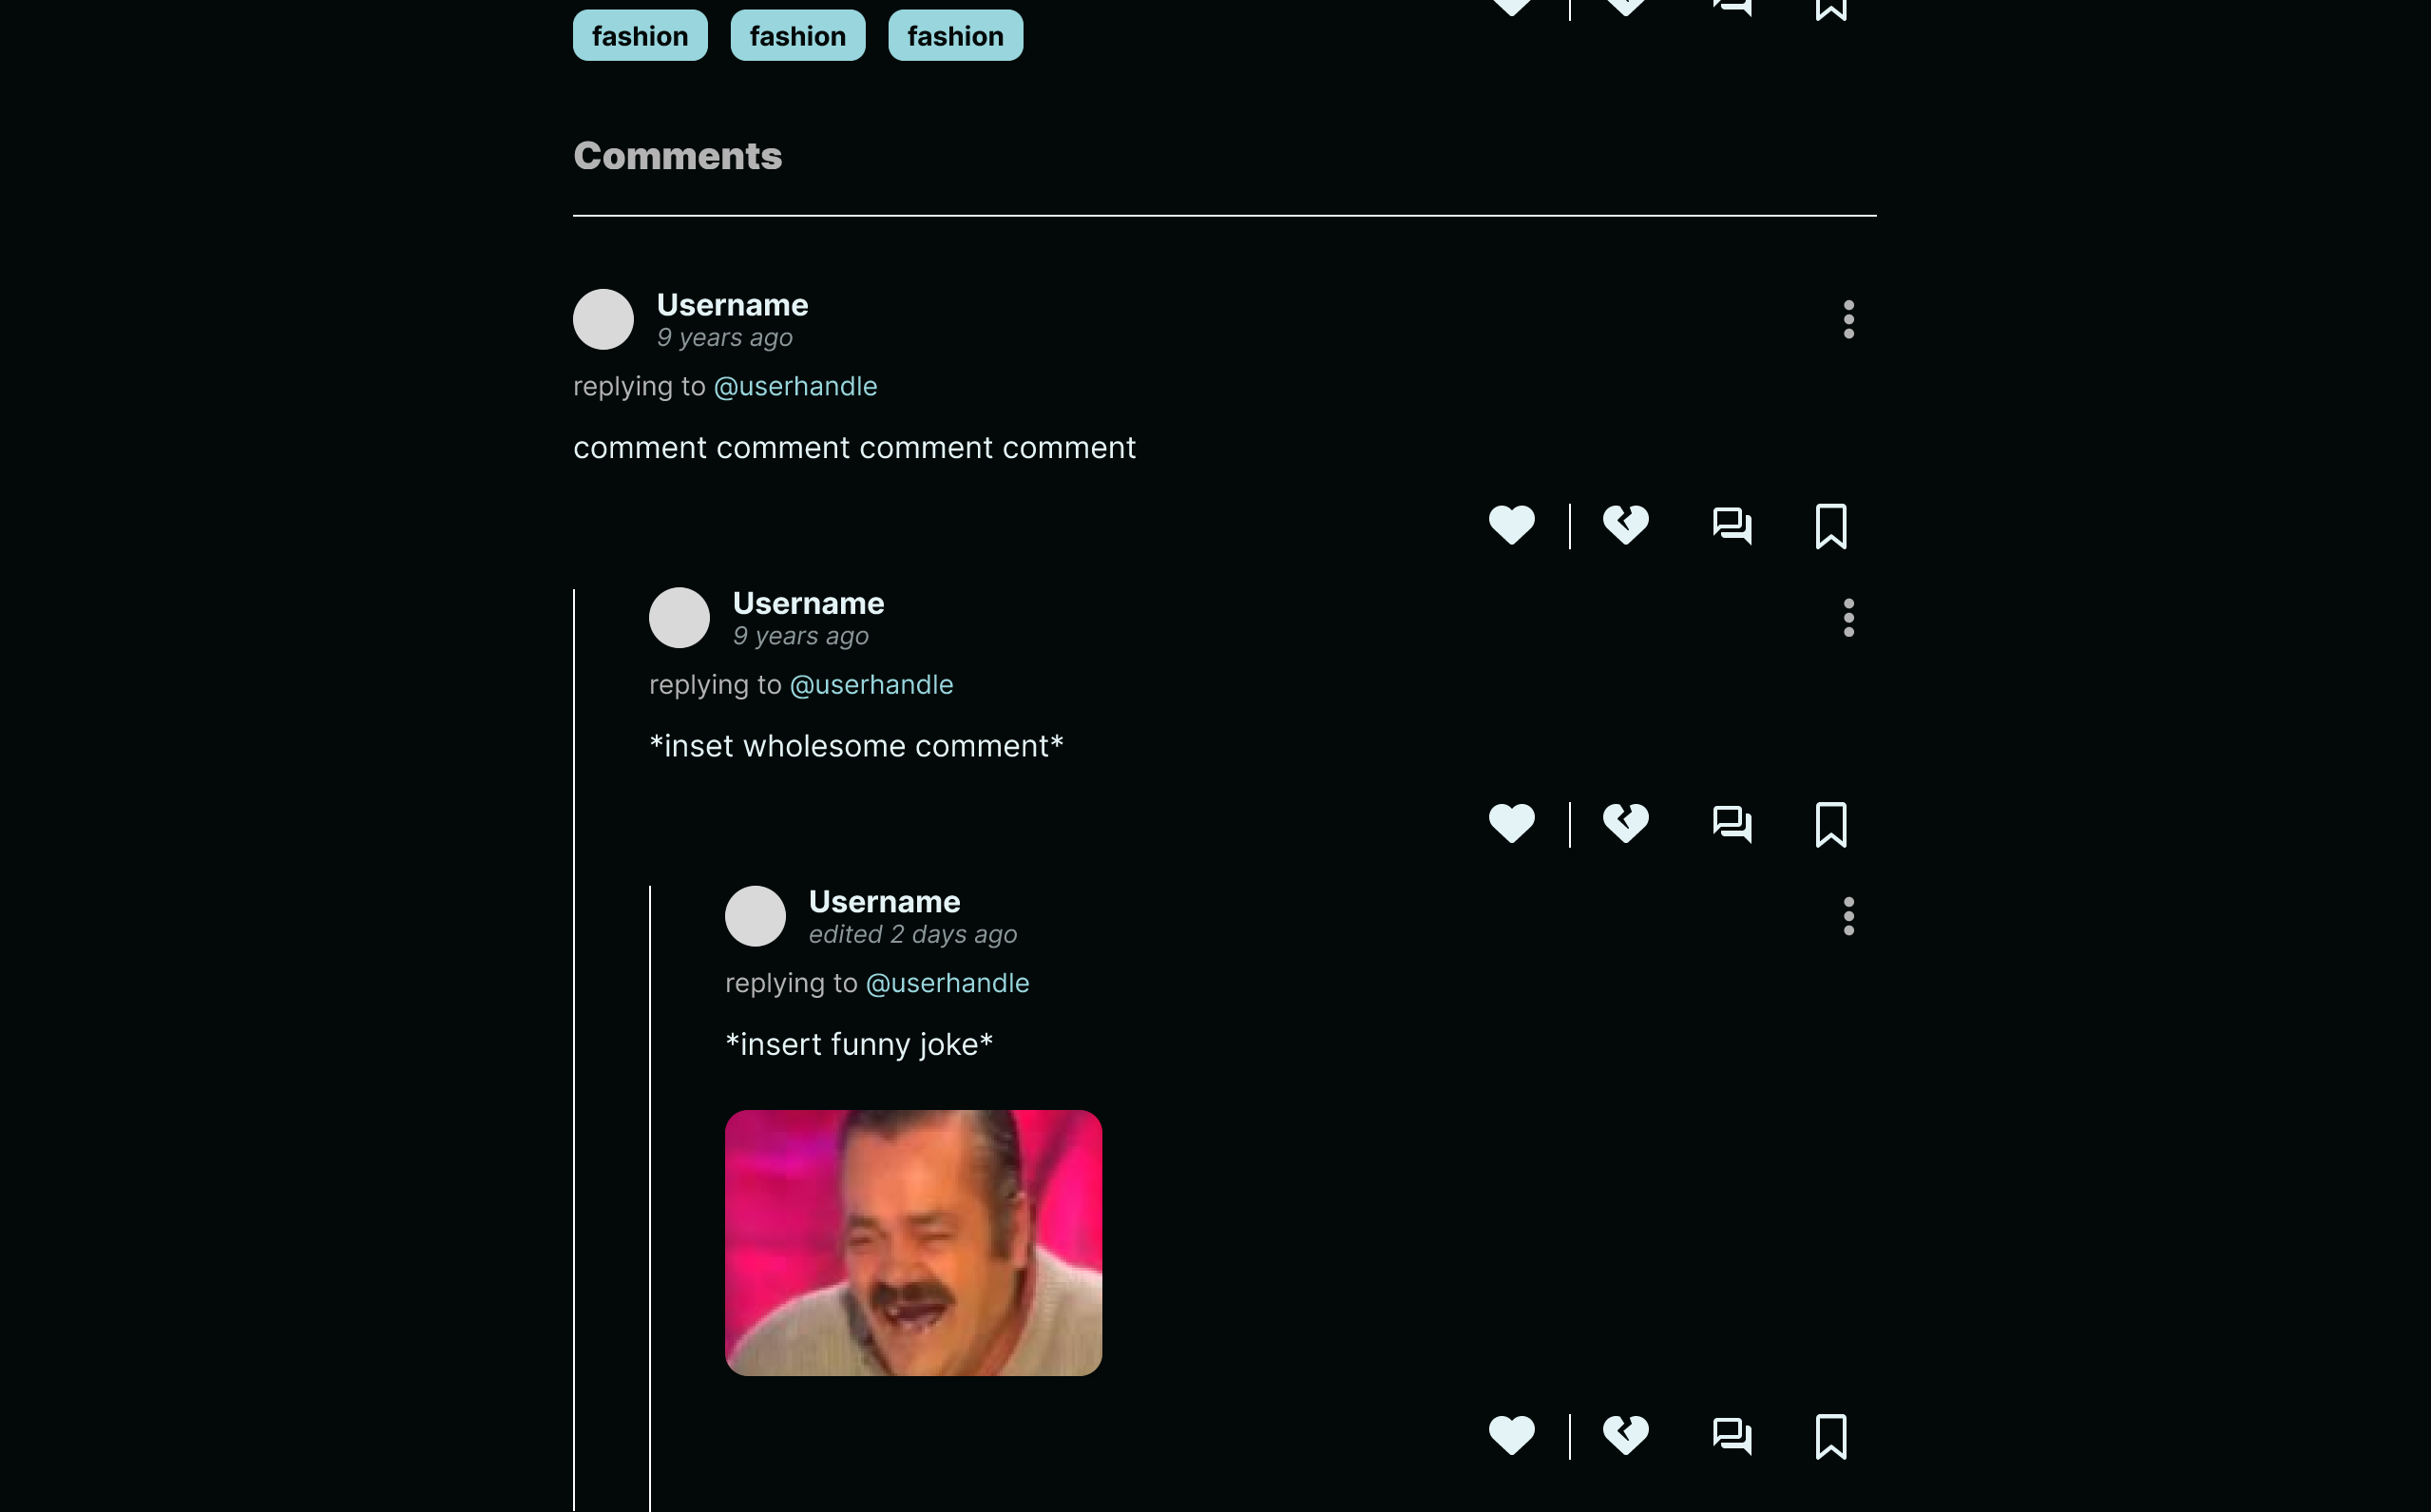 fashion fashion fashion
Comments
Username
9 years ago
replying to @userhandle
comment comment comment comment
Username
9 years ago
replying to @userhandle
*inset wholesome comment*
Username
edited 2 days ago
replying to @userhandle
*insert funny joke*